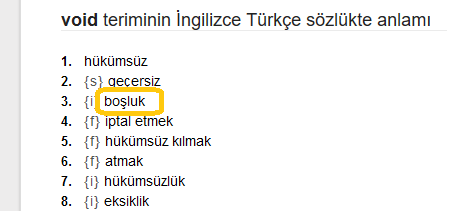 void teriminin İngilizce Türkçe sözlükte anlamı
1. hükümsüz
2. {s} geçersiz
3. {i} boşluk
4. {f} iptal etmek
5. {f} hükümsüz kılmak
6. {f} atmak
7. {i} hükümsüzlük
8. {i} eksiklik